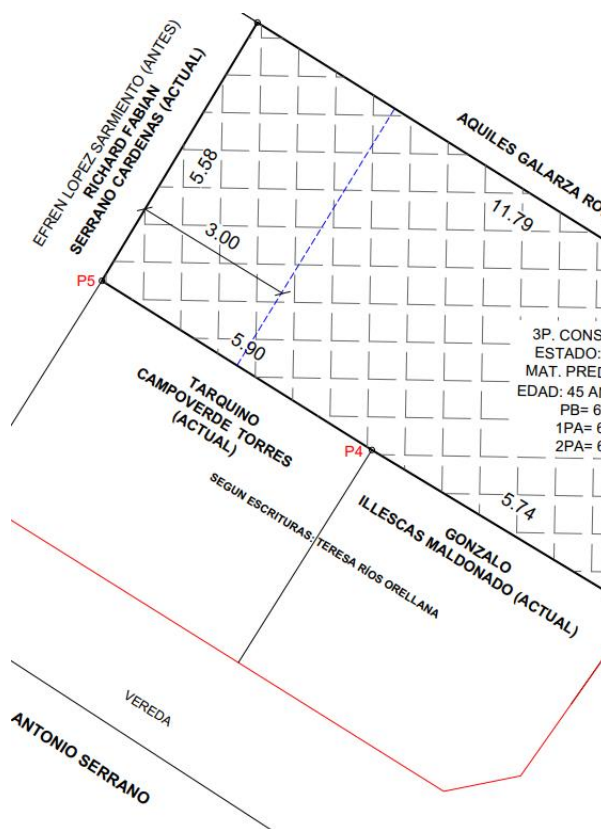 EFREN LOPEZ SARMIENTO (ANTES)
RICHARD FABIAN
SERRANO CARDENAS (ACTUAL)
AQUILES GALARZA RO
5.58
11.79
3.00
P5
5.90
3P. CONS
ESTADO:
MAT. PRED
EDAD: 45 A
PB= 6
1PA= 6
2PA= 6
TARQUINO
CAMPOVERDE TORRES
(ACTUAL)
P4
5.74
SEGUN ESCRITURAS: TERESA RÍOS ORELLANA
GONZALO
ILLESCAS MALDONADO (ACTUAL)
VEREDA
ANTONIO SERRANO